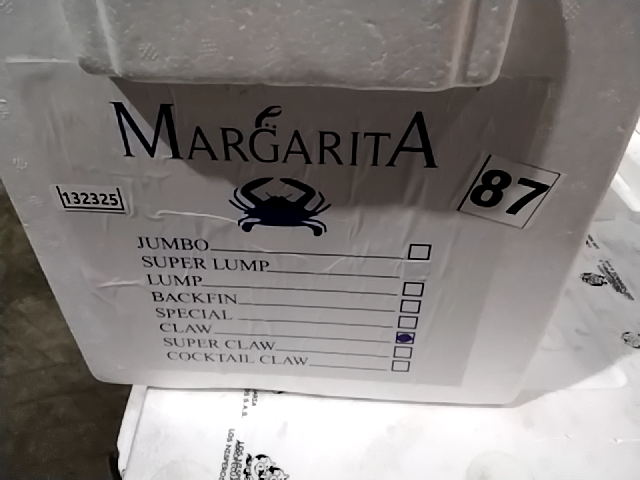 MARGARITA
87
132325
JUMBO
SUPER LUMP
LUMP
BACKFIN
SPECIAL
CLAW
SUPER CLAW
COCKTAIL CLAW
S.A.S.